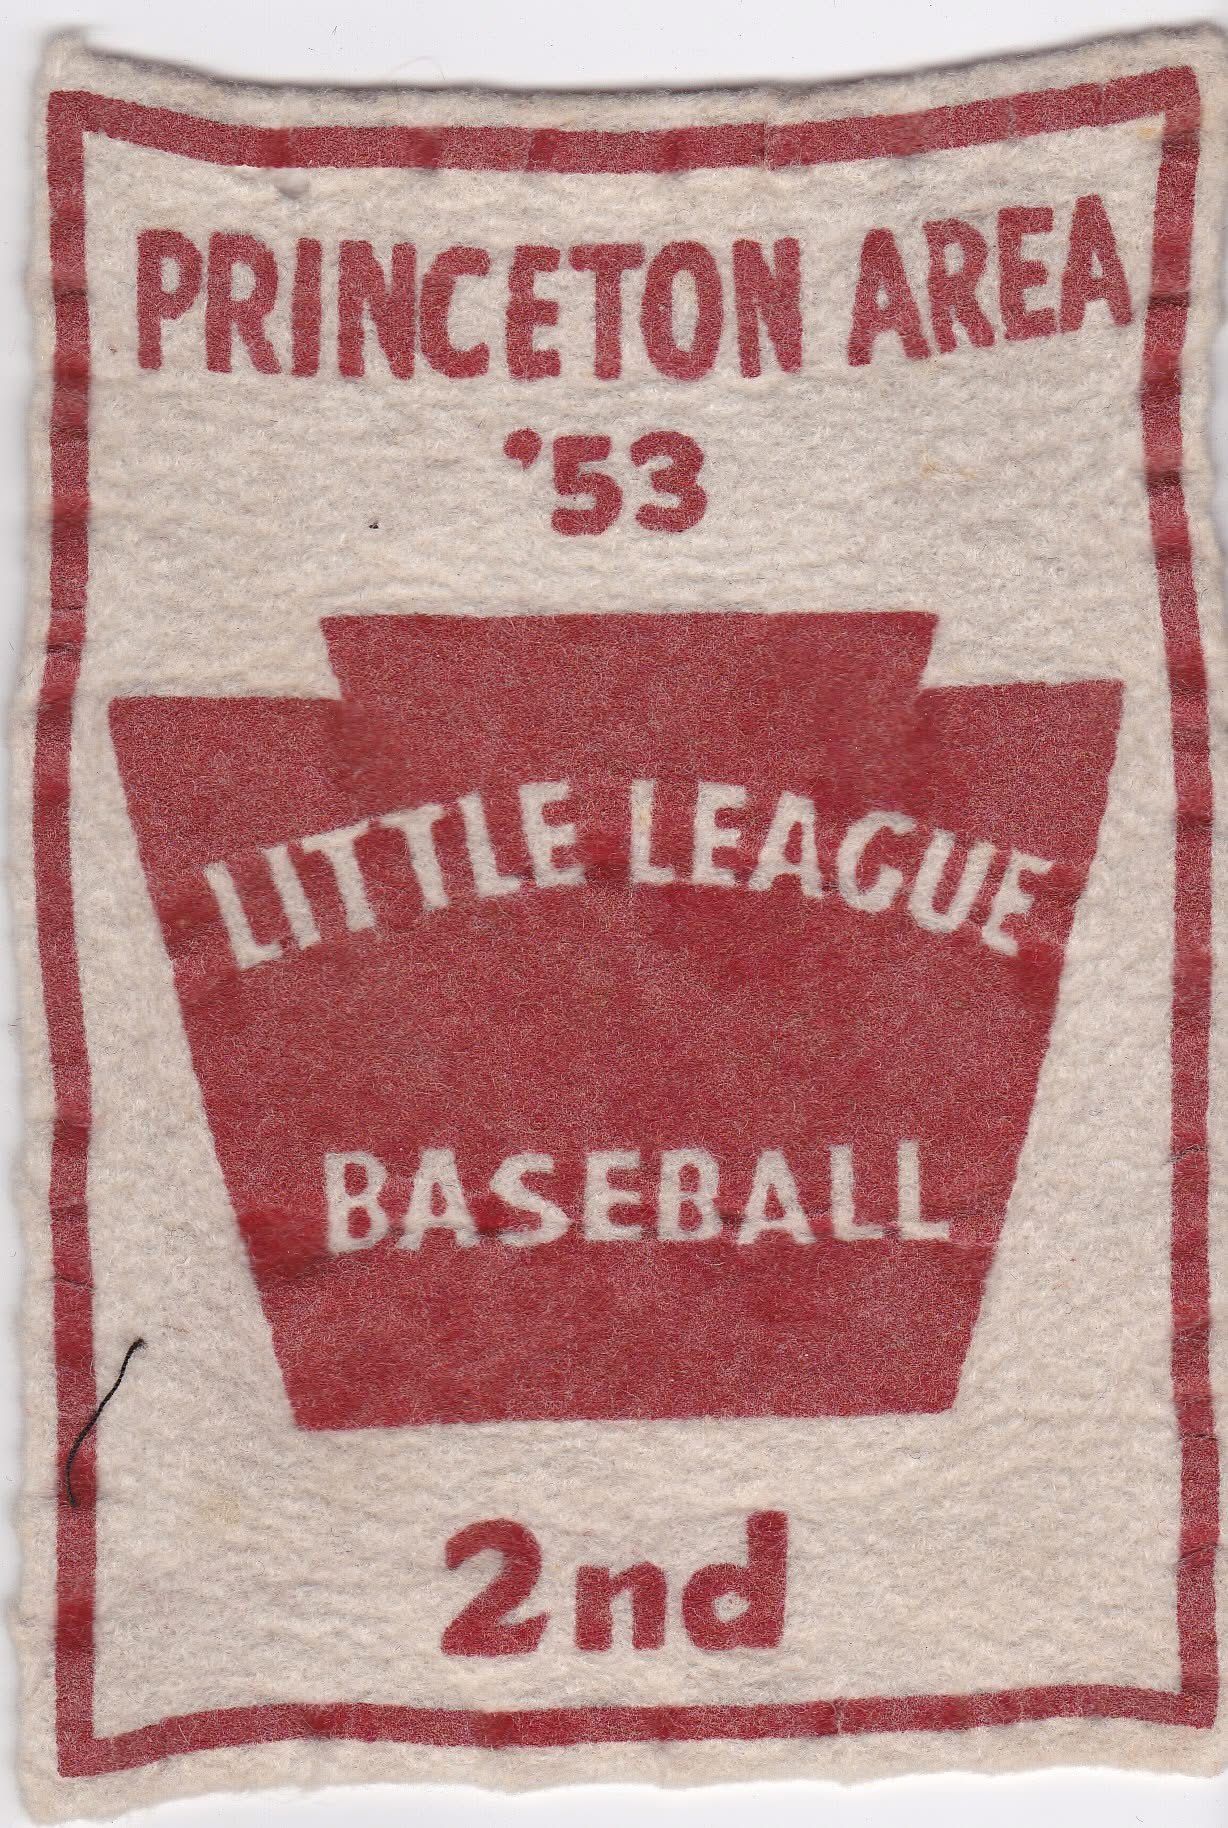 PRINCETON AREA
'53
LITTLE LEAGUE
BASEBALL
2nd